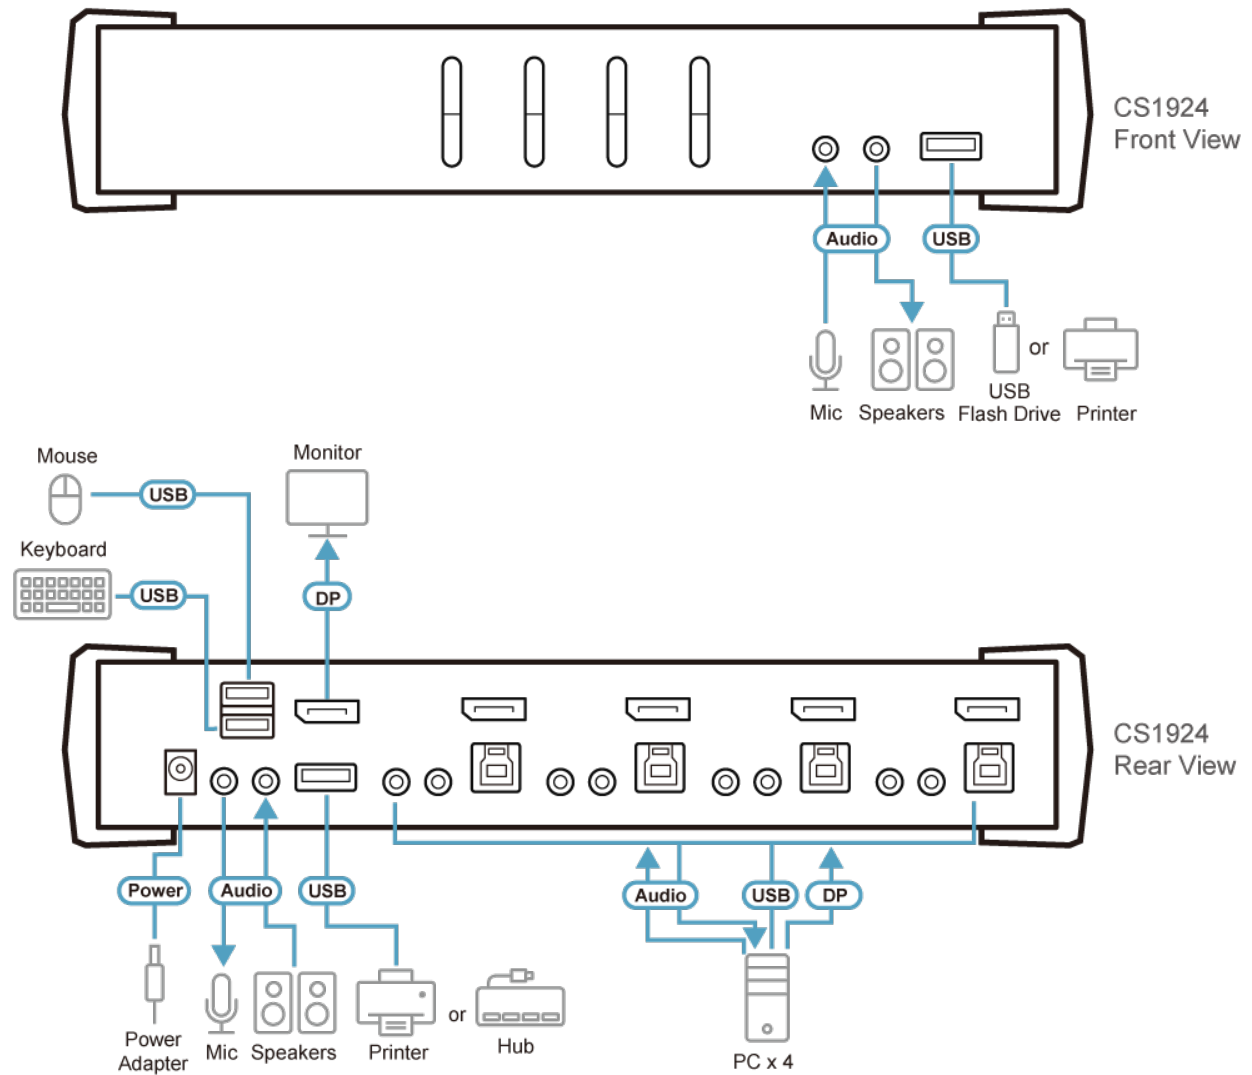 CS1924
Front View
Audio
USB
or
Mic
Speakers
USB
Flash Drive
Printer
Mouse
Monitor
USB
Keyboard
USB
DP
CS1924
Rear View
Power
Audio
USB
Audio
USB
DP
or
Power
Adapter
Mic
Speakers
Printer
Hub
PC x 4